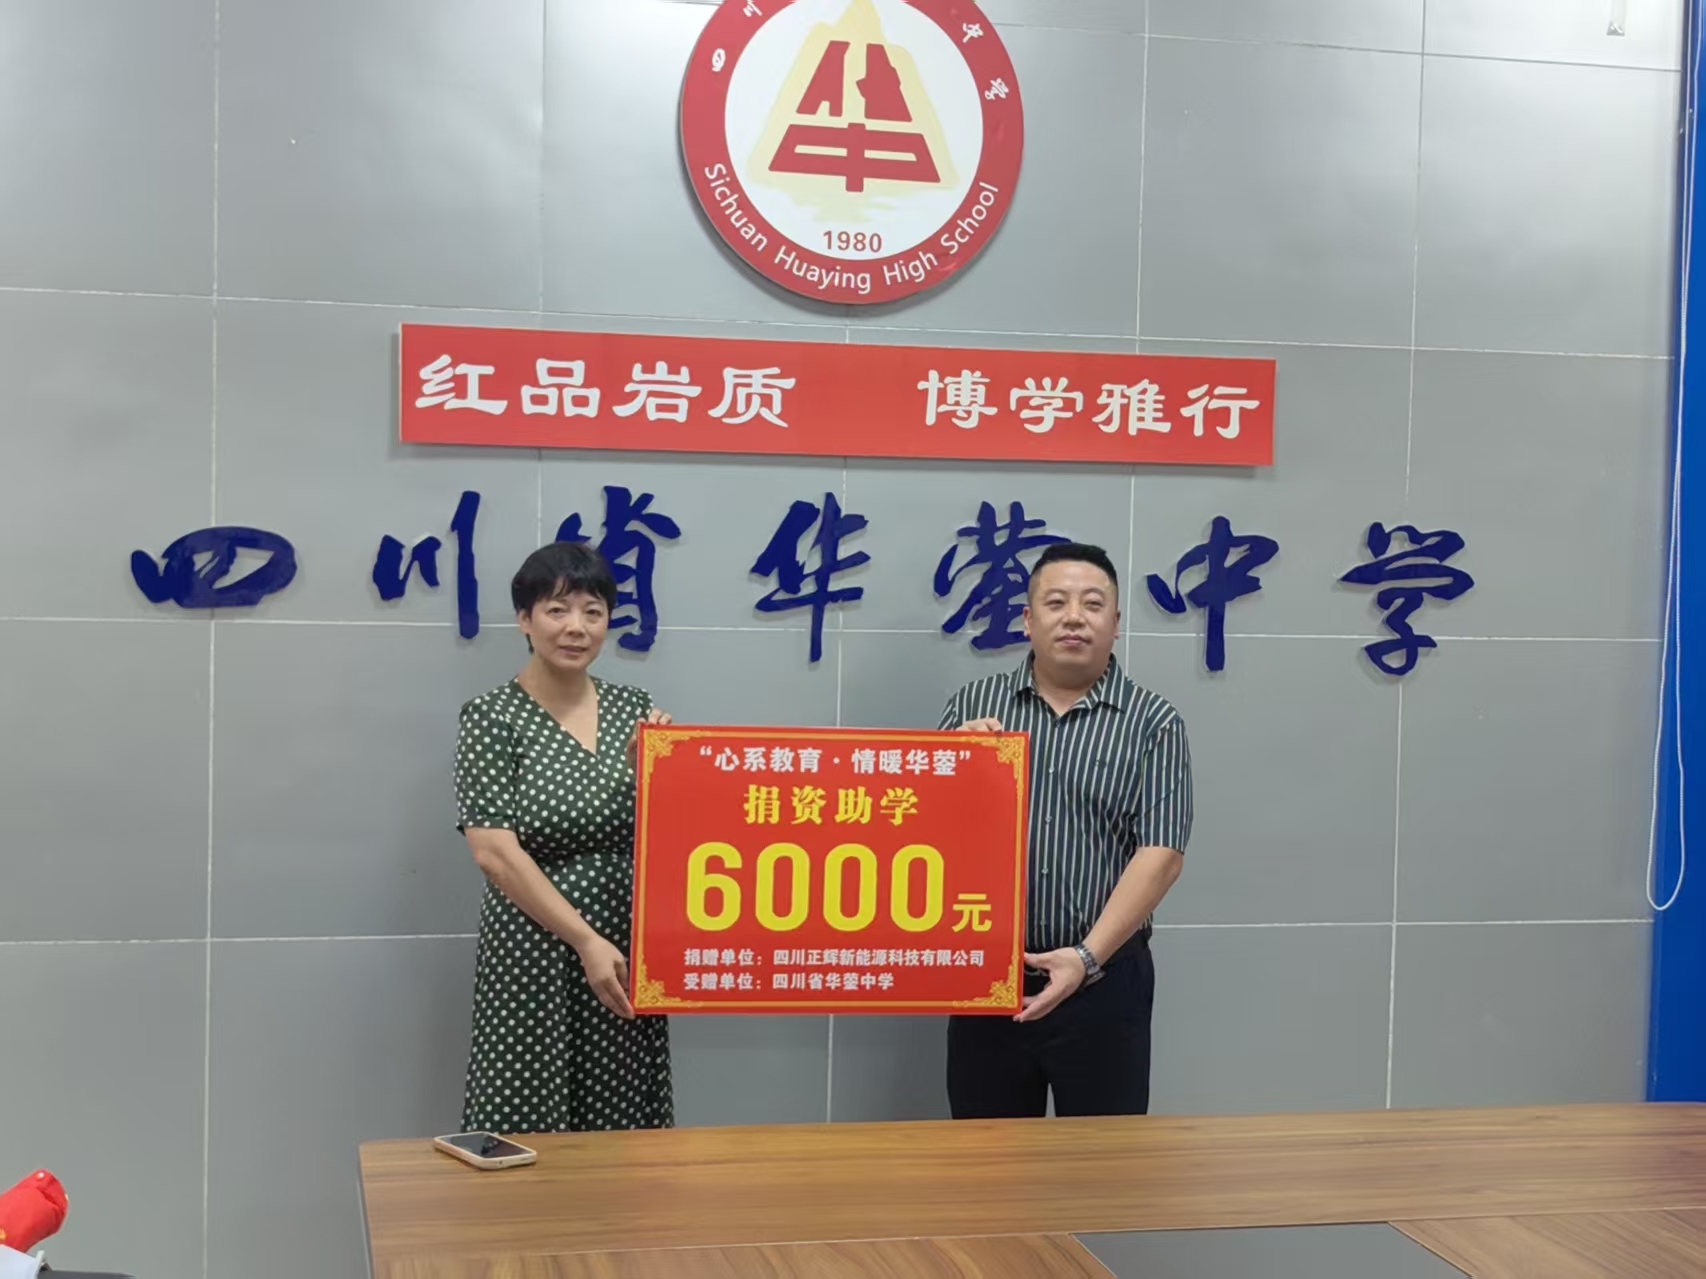 1980
Sichuan Huaying High School
红品岩质 博学雅行
四川省华蓥中学
“心系教育·情暖华蓥”
捐资助学
6000元
捐赠单位：四川正辉新能源科技有限公司
受赠单位：四川省华蓥中学